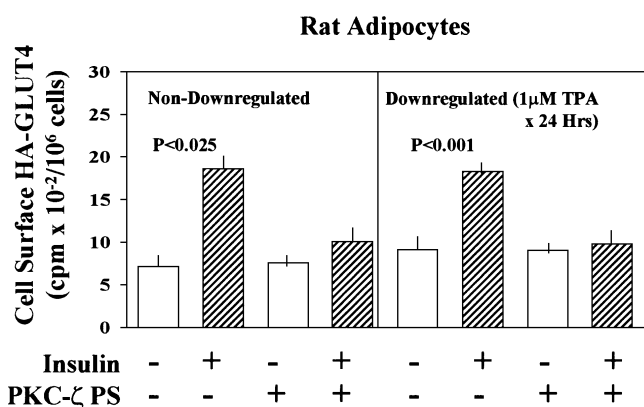 Rat Adipocytes
Cell Surface HA-GLUT4
(cpm x 10-2/106 cells)
30
25
20
15
10
5
0
Non-Downregulated
P<0.025
Downregulated (1μM TPA
x 24 Hrs)
P<0.001
Insulin - + - + - + - +
PKC-ζ PS - - + + - - + +